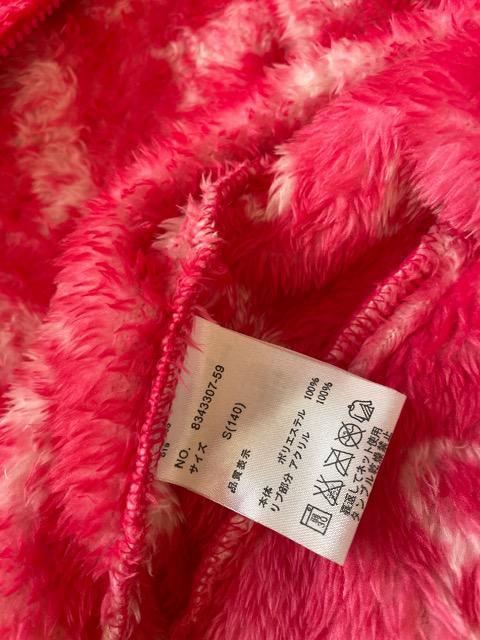 NO. 8343307-59
サイズ S(140)
品質表示
本体 ポリエステル 100%
リブ部分 アクリル 100%
弱
30
裏返してネット使用
タンブル乾燥禁止